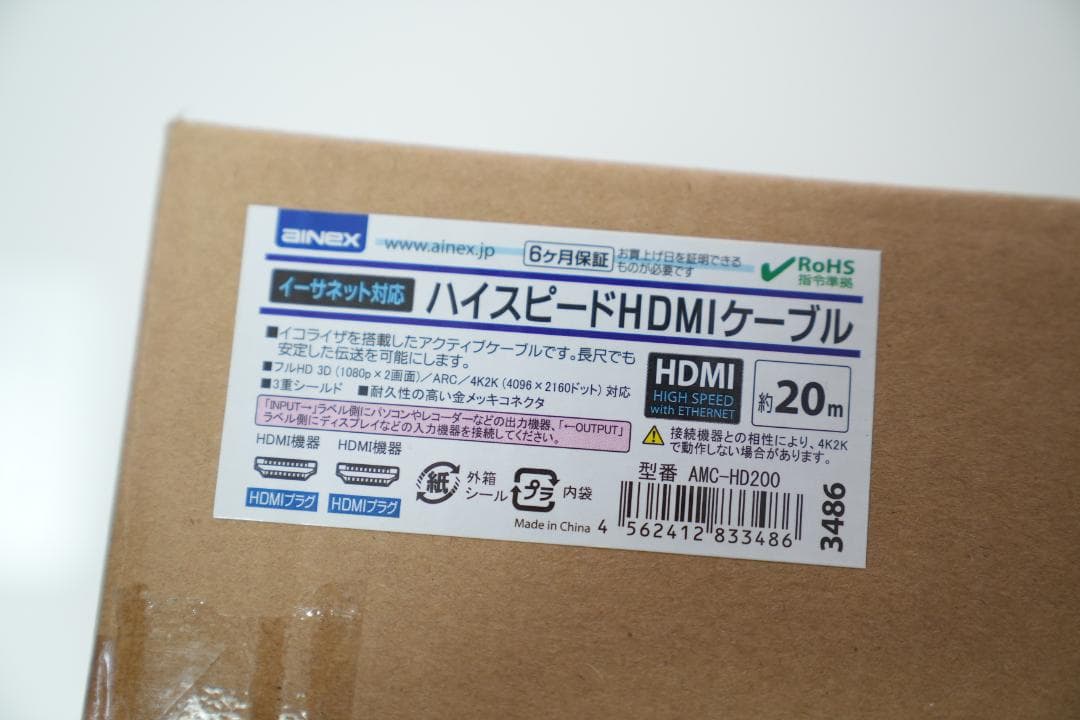 AINEX
www.ainex.jp
6ヶ月保証
お買上げ日を証明できる
ものが必要です
RoHS
指令準拠
イーサネット対応
ハイスピードHDMIケーブル
■イコライザを搭載したアクティブケーブルです。長尺でも
安定した伝送を可能にします。
■フルHD 3D (1080p×2画面)／ARC／4K2K (4096×2160ドット) 対応
■3重シールド ■耐久性の高い金メッキコネクタ
HDMI
HIGH SPEED
with ETHERNET
約20m
「INPUT→」ラベル側にパソコンやレコーダーなどの出力機器、「←OUTPUT」
ラベル側にディスプレイなどの入力機器を接続してください。
接続機器との相性により、4K2K
で動作しない場合があります。
HDMI機器
HDMI機器
HDMIプラグ
HDMIプラグ
紙
外箱
シール
プラ
内袋
Made in China
型番 AMC-HD200
4 562412 833486
3486